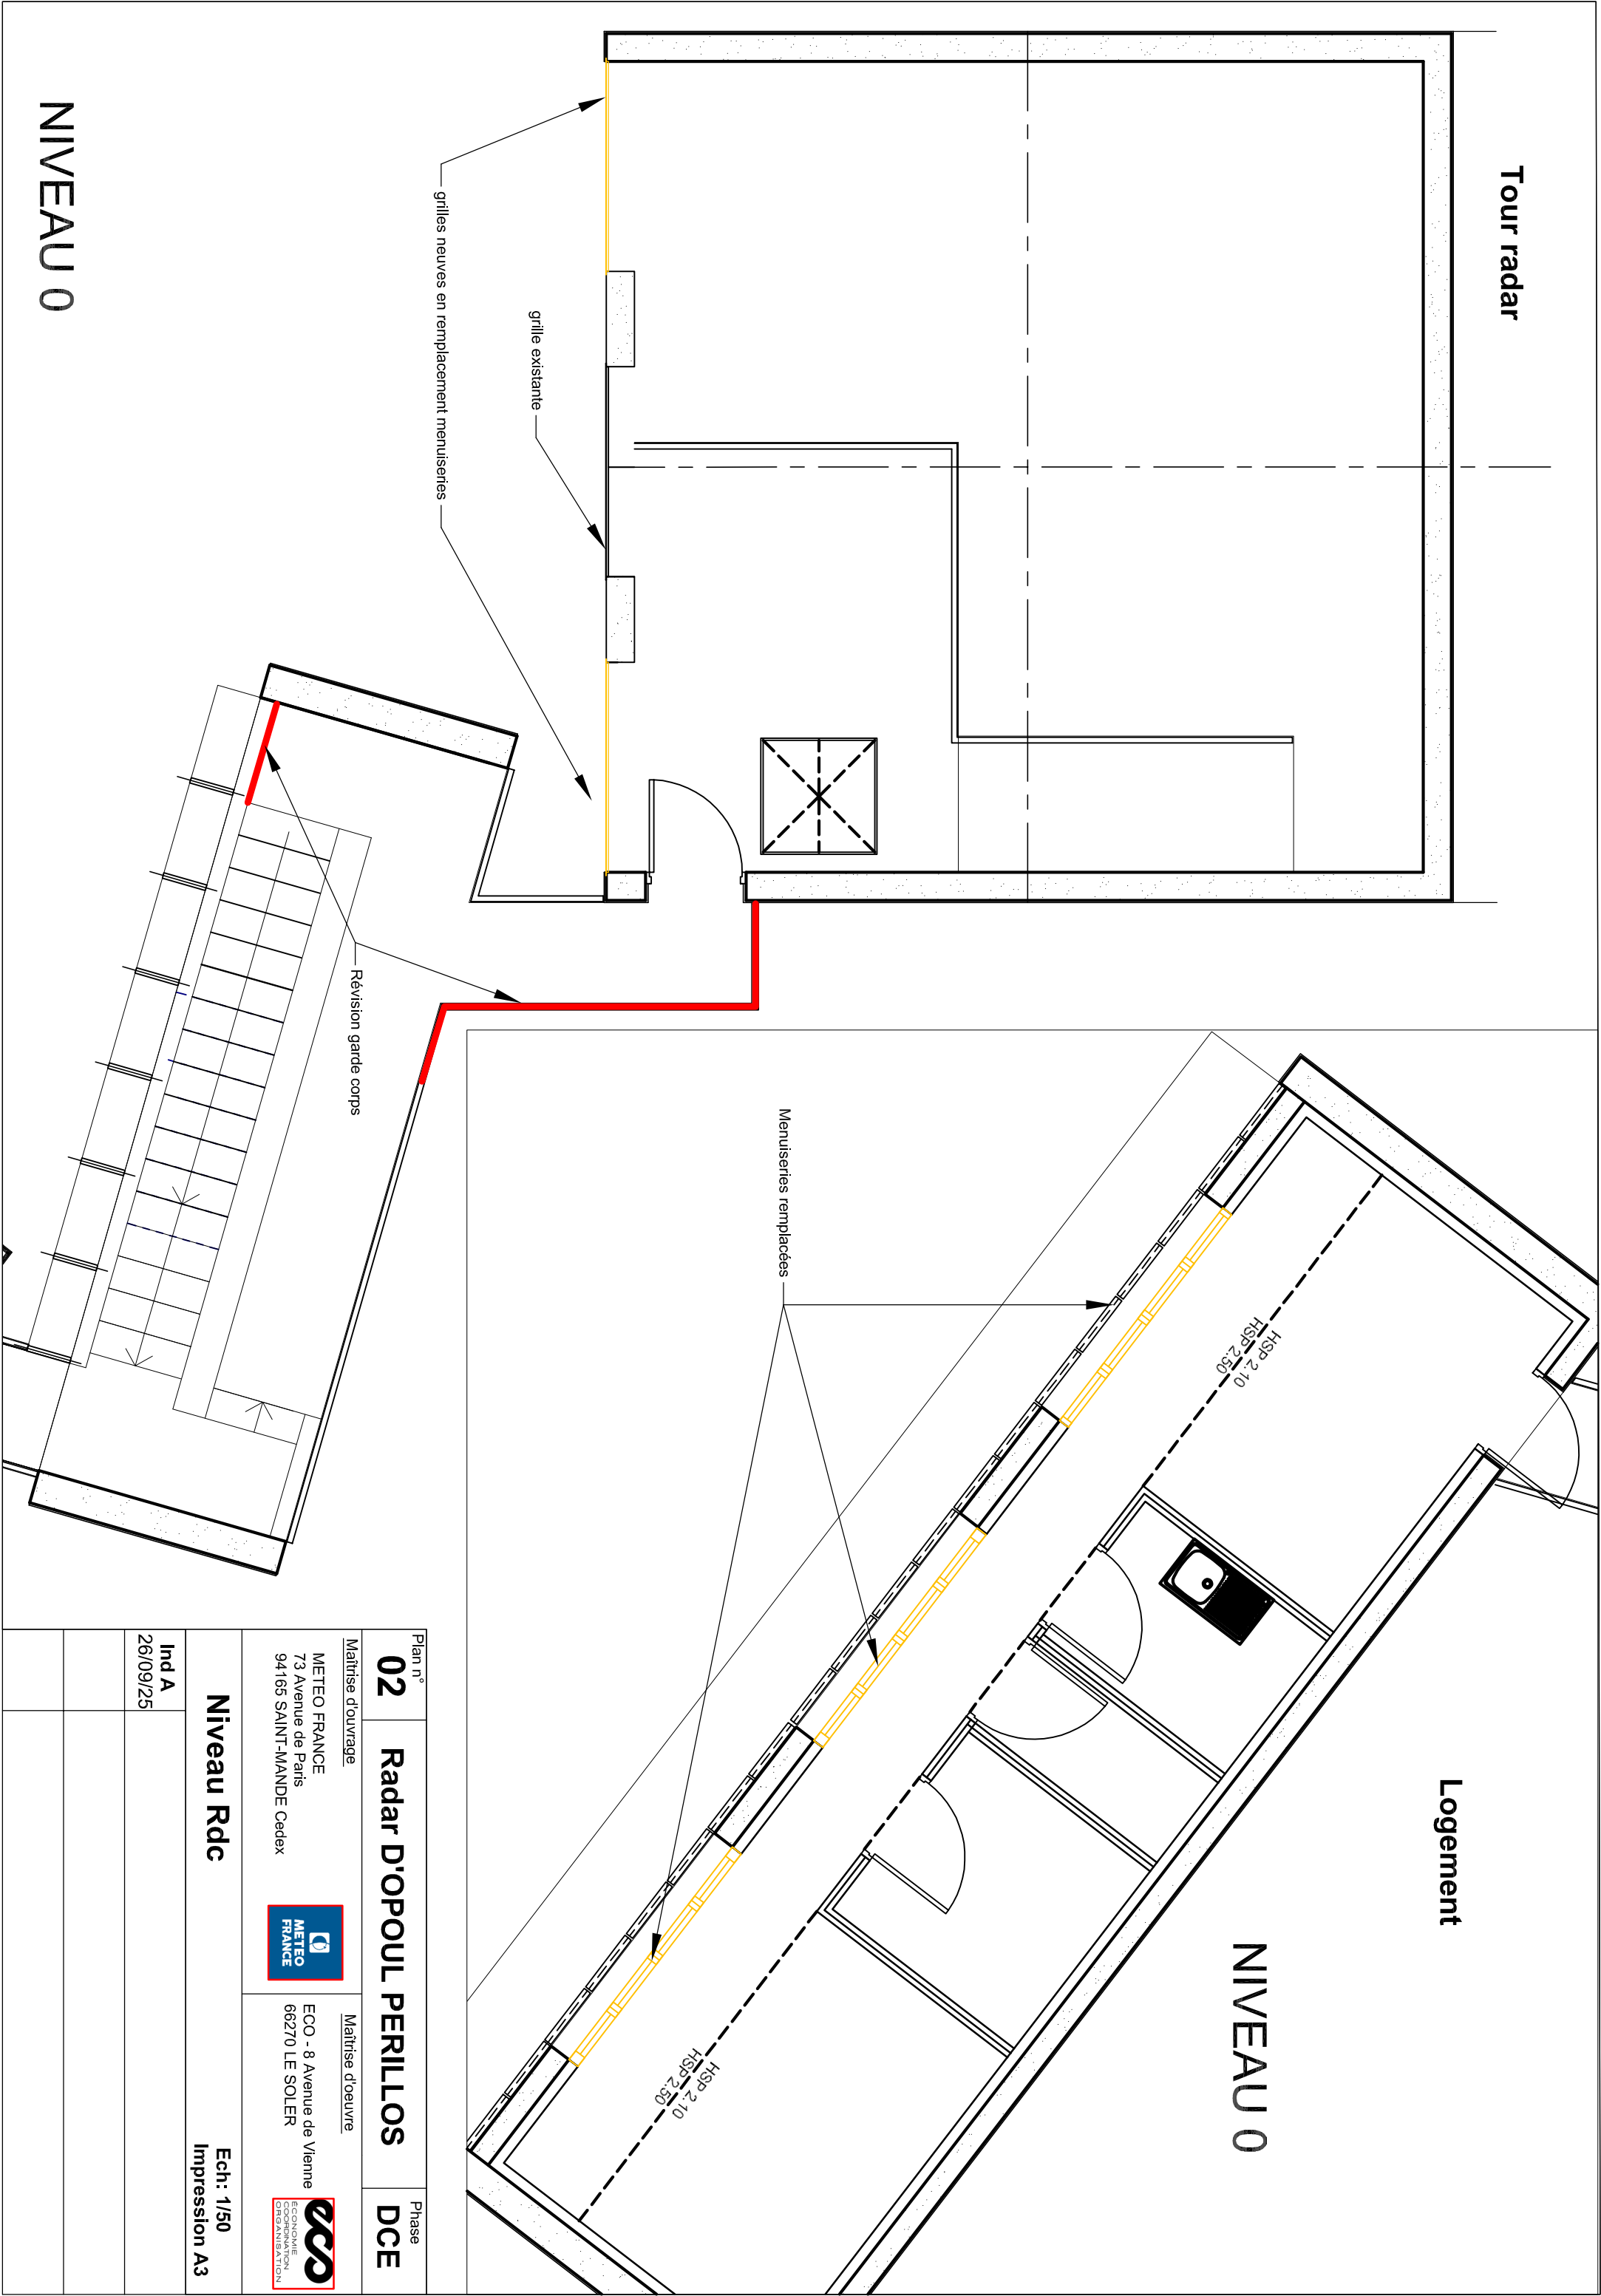 Tour radar
NIVEAU 0
grilles neuves en remplacement menuiseries
grille existante
Révision garde corps
Logement
NIVEAU 0
Menuiseries remplacées
HSP 2.10
HSP 2.50
HSP 2.10
HSP 2.50
Plan n°
02
Radar D'OPOUL PERILLOS
Phase
DCE
Maîtrise d'ouvrage
METEO FRANCE
73 Avenue de Paris
94165 SAINT-MANDE Cedex
METEO
FRANCE
Maîtrise d'oeuvre
ECO - 8 Avenue de Vienne
66270 LE SOLER
eco
ÉCONOMIE
COORDINATION
ORGANISATION
Niveau Rdc
Ech: 1/50
Impression A3
Ind A
26/09/25